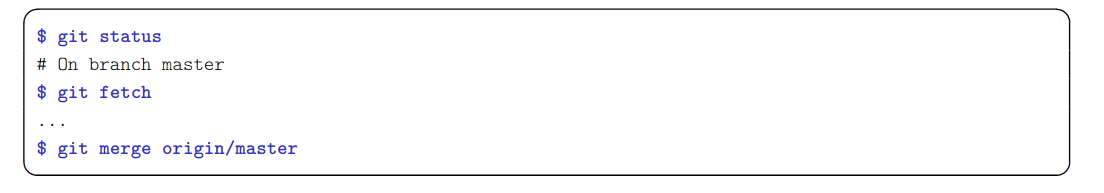 $ git status
# On branch master
$ git fetch
...
$ git merge origin/master